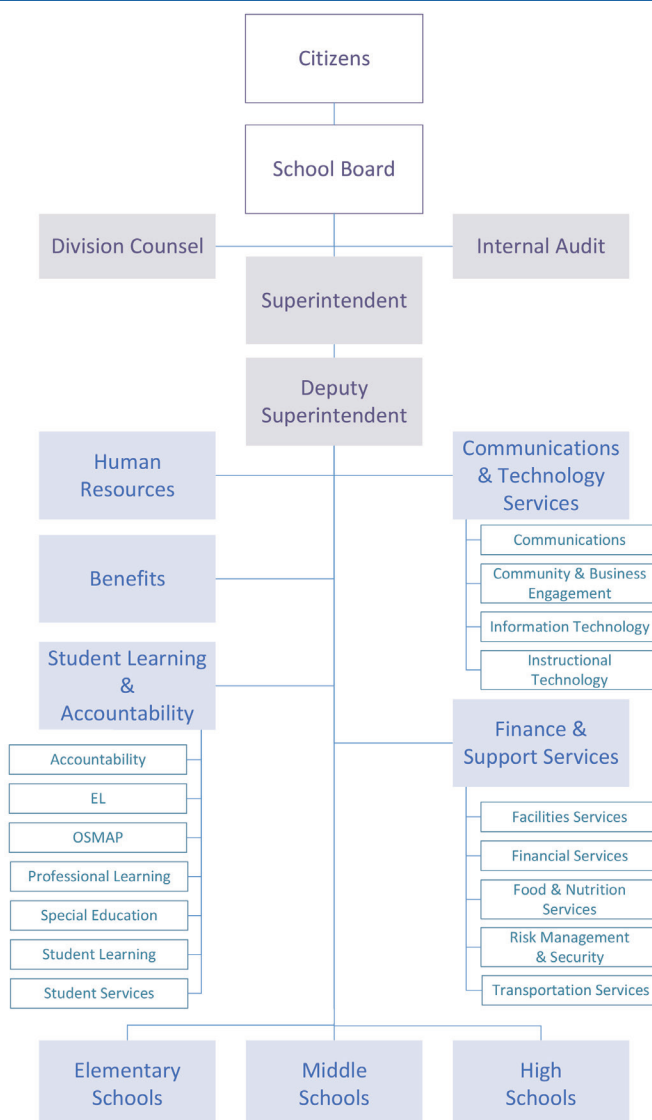 Citizens
School Board
Division Counsel
Internal Audit
Superintendent
Deputy
Superintendent
Human
Resources
Communications
& Technology
Services
Communications
Community & Business
Engagement
Information Technology
Instructional
Technology
Benefits
Student Learning
&
Accountability
Accountability
EL
OSMAP
Professional Learning
Special Education
Student Learning
Student Services
Finance &
Support Services
Facilities Services
Financial Services
Food & Nutrition
Services
Risk Management
& Security
Transportation Services
Elementary
Schools
Middle
Schools
High
Schools